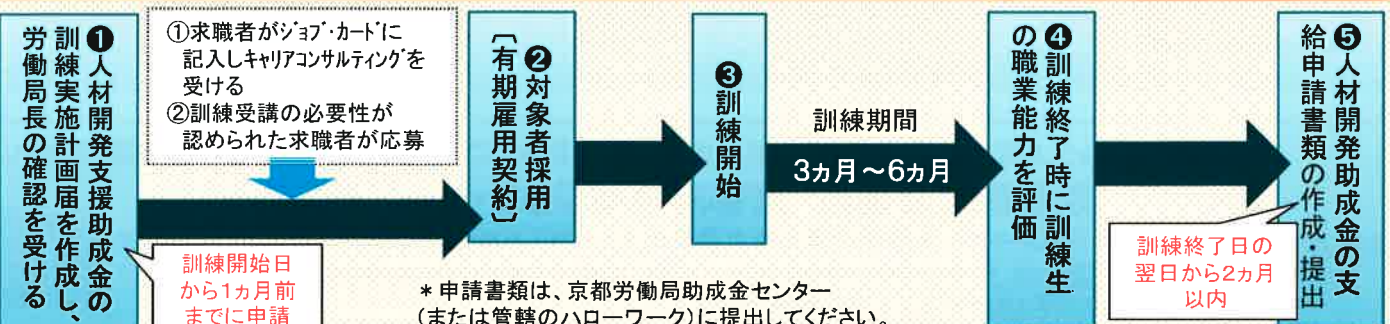 ❶人材開発支援助成金の
訓練実施計画届を作成し、
労働局長の確認を受ける
①求職者がジョブ・カードに
記入しキャリアコンサルティングを
受ける
②訓練受講の必要性が
認められた求職者が応募
訓練開始日
から1ヵ月前
までに申請
❷対象者採用
〔有期雇用契約〕
❸訓練開始
訓練期間
3ヵ月～6ヵ月
❹訓練終了時に訓練生
の職業能力を評価
❺人材開発助成金の支
給申請書類の作成・提出
訓練終了日の
翌日から2ヵ月
以内
＊申請書類は、京都労働局助成金センター
（または管轄のハローワーク）に提出してください。